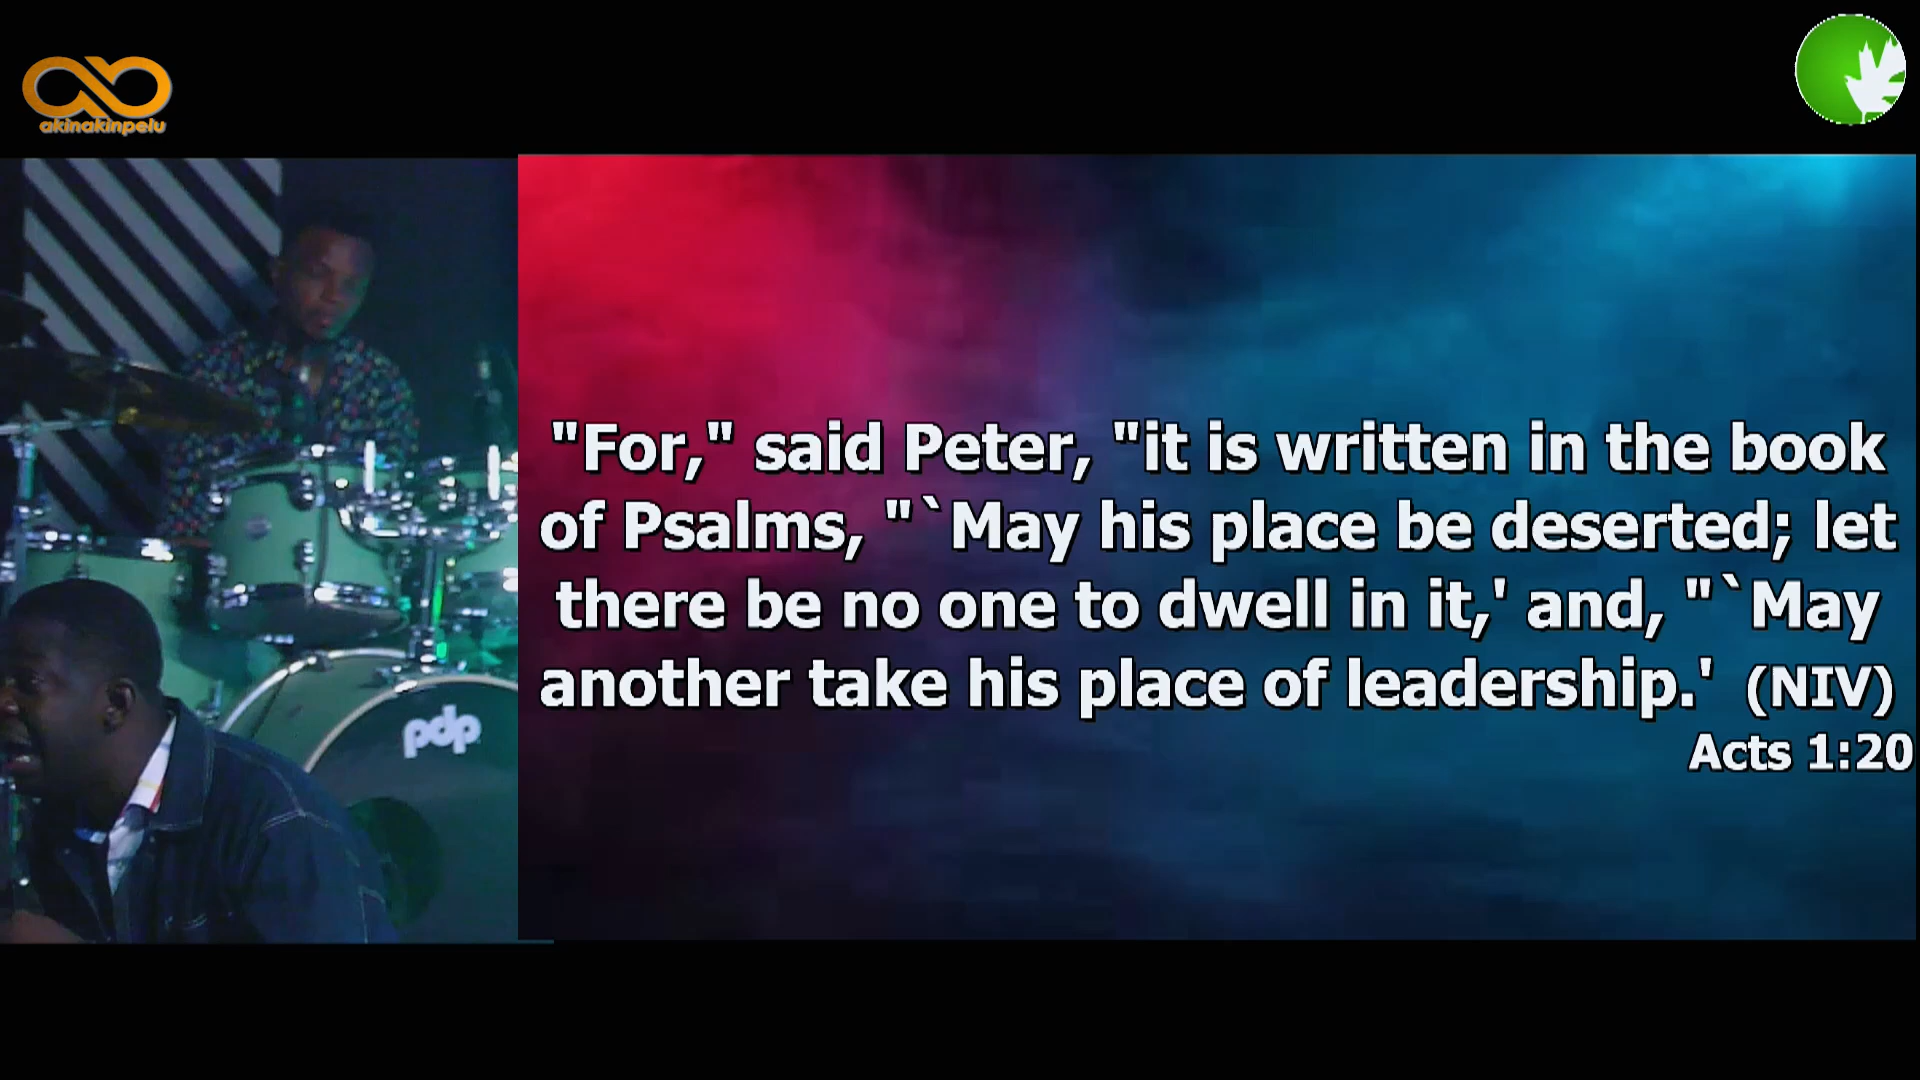 akinakinpelu
"For," said Peter, "it is written in the book
of Psalms, "`May his place be deserted; let
there be no one to dwell in it,' and, "`May
another take his place of leadership.' (NIV)
Acts 1:20
pdp